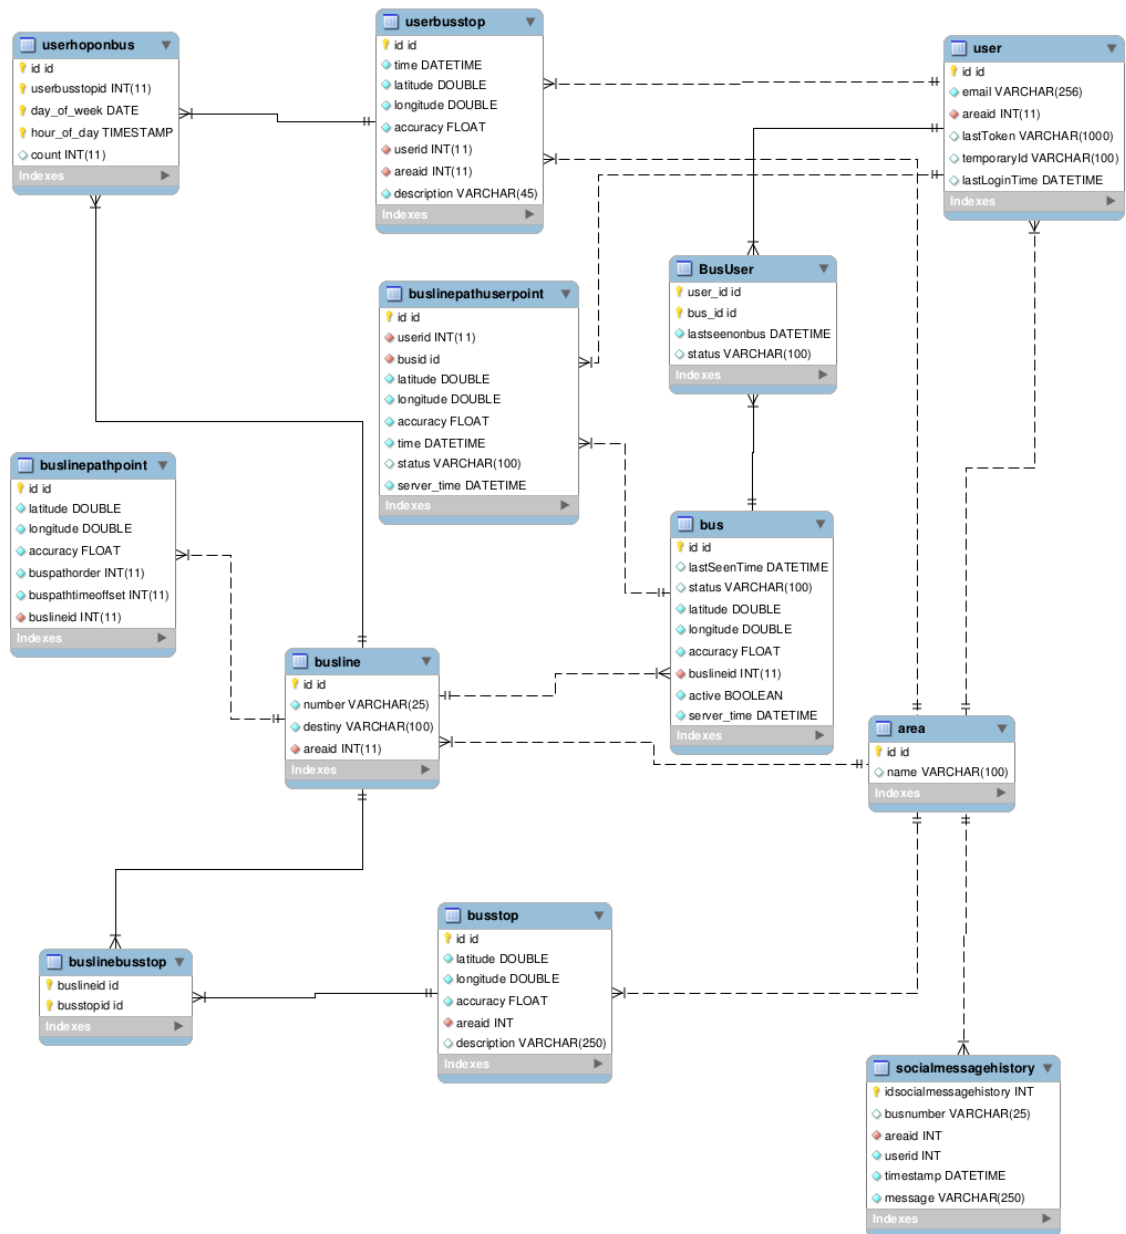 userhoponbus
id id
userbusstopid INT(11)
day_of_week DATE
hour_of_day TIMESTAMP
count INT(11)
Indexes
userbusstop
id id
time DATETIME
latitude DOUBLE
longitude DOUBLE
accuracy FLOAT
userid INT(11)
areaid INT(11)
description VARCHAR(45)
Indexes
user
id id
email VARCHAR(256)
areaid INT(11)
lastToken VARCHAR(1000)
temporaryId VARCHAR(100)
lastLoginTime DATETIME
Indexes
BusUser
user_id id
bus_id id
lastseenonbus DATETIME
status VARCHAR(100)
Indexes
buslinepathuserpoint
id id
userid INT(11)
busid id
latitude DOUBLE
longitude DOUBLE
accuracy FLOAT
time DATETIME
status VARCHAR(100)
server_time DATETIME
Indexes
buslinepathpoint
id id
latitude DOUBLE
longitude DOUBLE
accuracy FLOAT
buspathorder INT(11)
buspathtimeoffset INT(11)
buslineid INT(11)
Indexes
bus
id id
lastSeenTime DATETIME
status VARCHAR(100)
latitude DOUBLE
longitude DOUBLE
accuracy FLOAT
buslineid INT(11)
active BOOLEAN
server_time DATETIME
Indexes
busline
id id
number VARCHAR(25)
destiny VARCHAR(100)
areaid INT(11)
Indexes
area
id id
name VARCHAR(100)
Indexes
busstop
id id
latitude DOUBLE
longitude DOUBLE
accuracy FLOAT
areaid INT
description VARCHAR(250)
Indexes
buslinebusstop
buslineid id
busstopid id
Indexes
socialmessagehistory
idsocialmessagehistory INT
busnumber VARCHAR(25)
areaid INT
userid INT
timestamp DATETIME
message VARCHAR(250)
Indexes